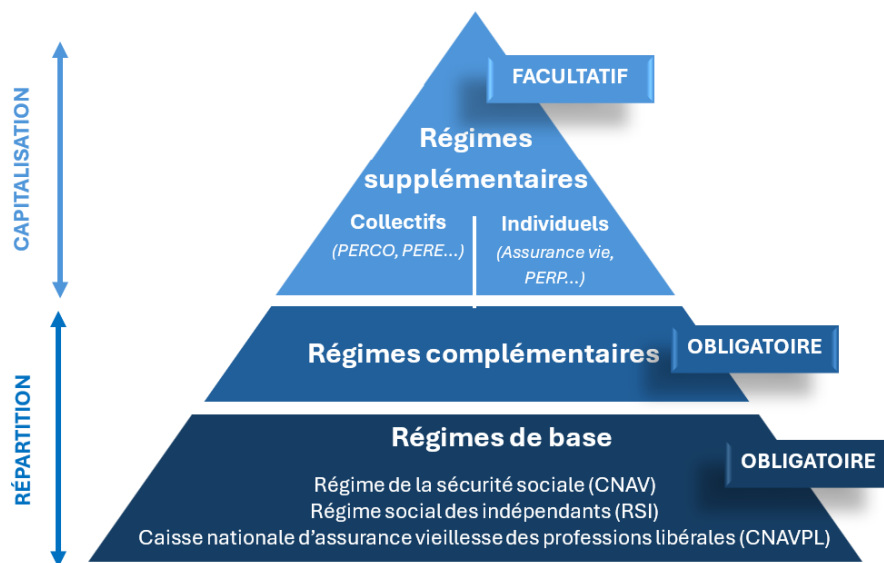 CAPITALISATION
FACULTATIF
Régimes
supplémentaires
Collectifs
(PERCO, PERE...)
Individuels
(Assurance vie,
PERP...)
RÉPARTITION
Régimes complémentaires
OBLIGATOIRE
Régimes de base
OBLIGATOIRE
Régime de la sécurité sociale (CNAV)
Régime social des indépendants (RSI)
Caisse nationale d'assurance vieillesse des professions libérales (CNAVPL)